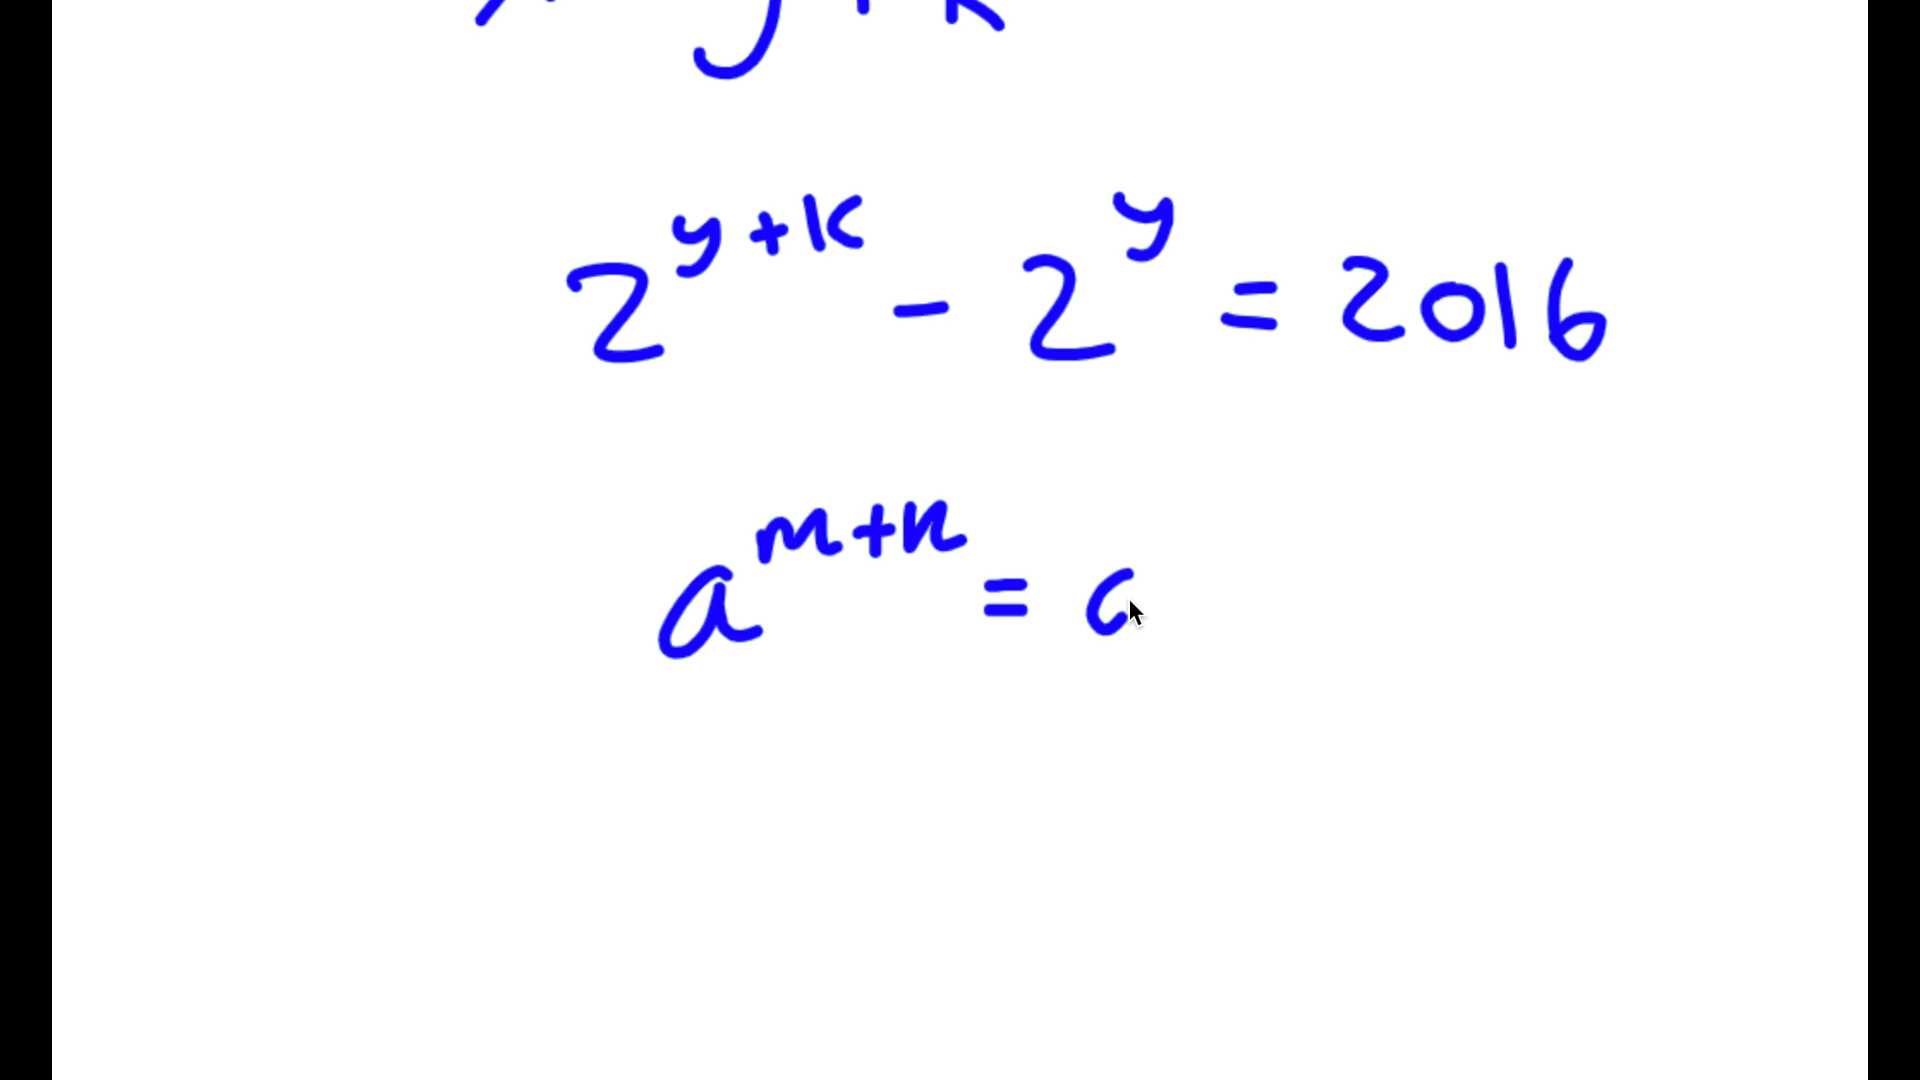 2^{y+k} - 2^y = 2016
a^{m+n} =